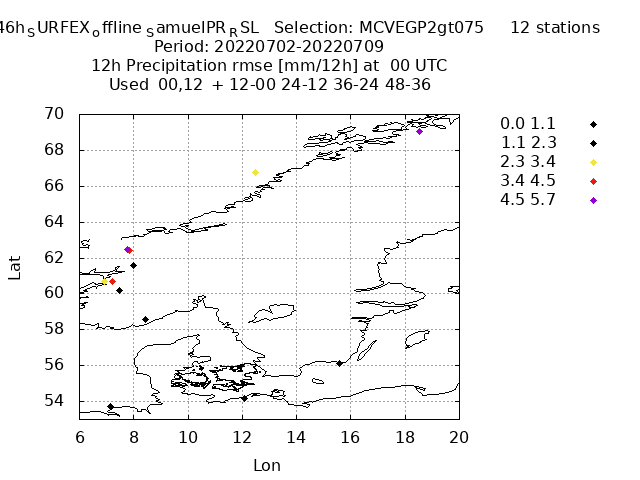 46h SURFEX offline SamuelPR RSL Selection: MCVEGP2gt075 12 stations
Period: 20220702-20220709
12h Precipitation rmse [mm/12h] at 00 UTC
Used 00,12 + 12-00 24-12 36-24 48-36
70
68
66
64
62
60
58
56
54
Lat
6 8 10 12 14 16 18 20
Lon
0.0 1.1
1.1 2.3
2.3 3.4
3.4 4.5
4.5 5.7